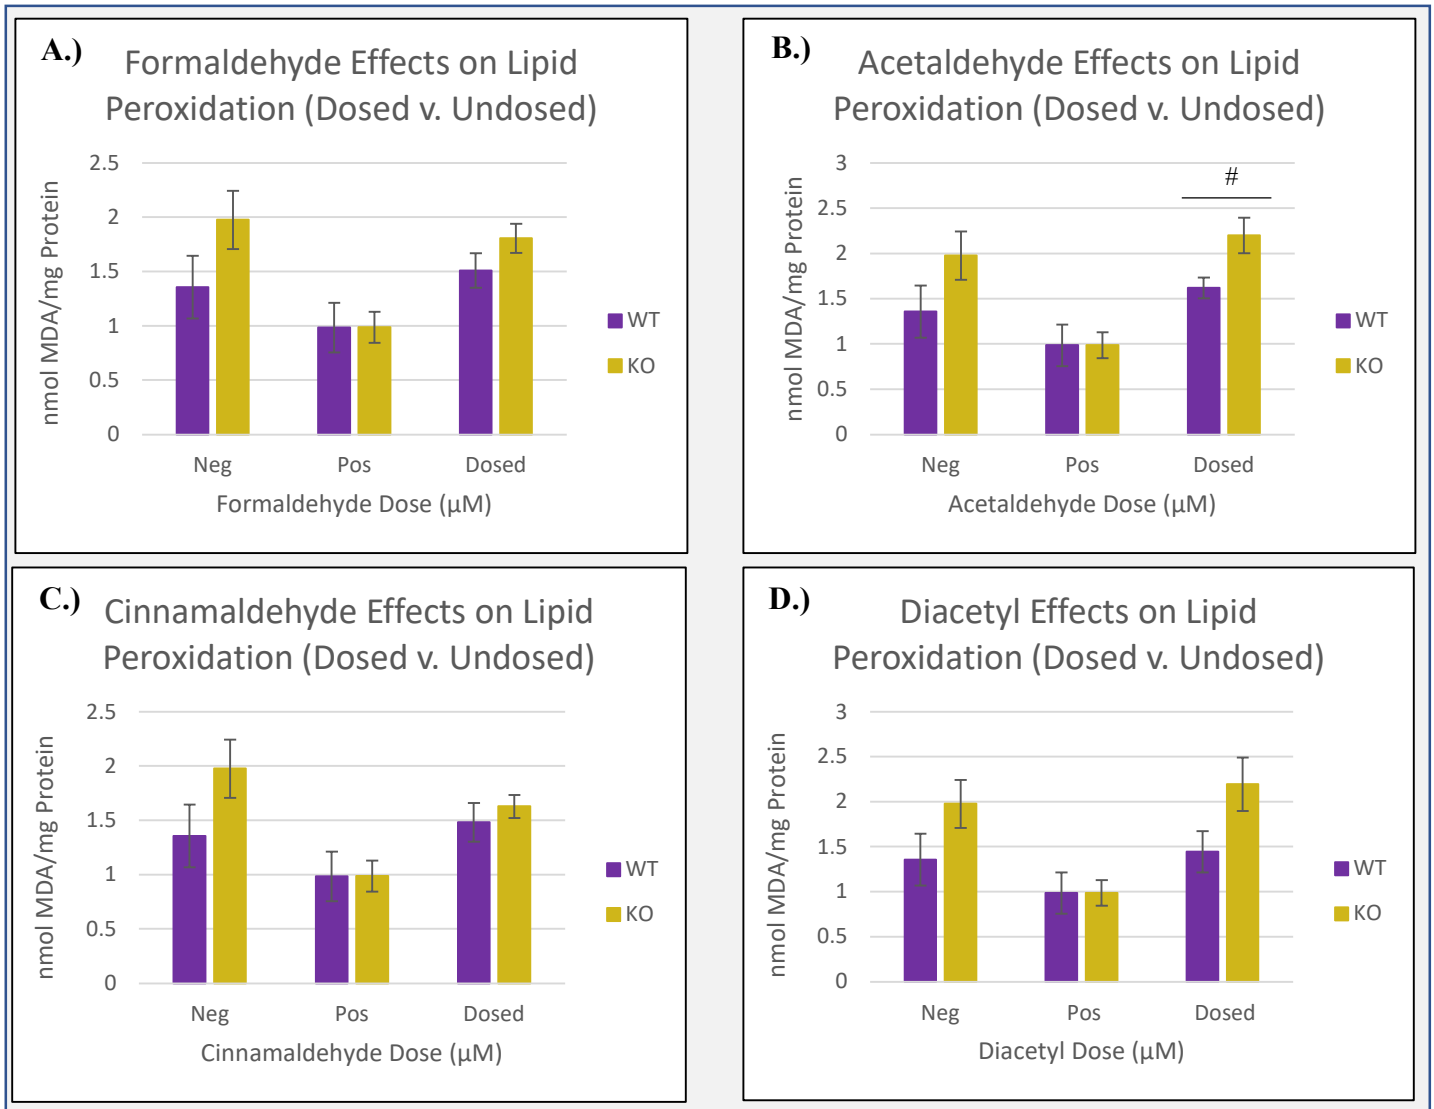 A.)
Formaldehyde Effects on Lipid
Peroxidation (Dosed v. Undosed)
nmol MDA/mg Protein
2.5
2
1.5
1
0.5
0
Neg
Pos
Dosed
Formaldehyde Dose (µM)
WT
KO
B.)
Acetaldehyde Effects on Lipid
Peroxidation (Dosed v. Undosed)
nmol MDA/mg Protein
3
2.5
2
1.5
1
0.5
0
#
Neg
Pos
Dosed
Acetaldehyde Dose (µM)
WT
KO
C.)
Cinnamaldehyde Effects on Lipid
Peroxidation (Dosed v. Undosed)
nmol MDA/mg Protein
2.5
2
1.5
1
0.5
0
Neg
Pos
Dosed
Cinnamaldehyde Dose (µM)
WT
KO
D.)
Diacetyl Effects on Lipid
Peroxidation (Dosed v. Undosed)
nmol MDA/mg Protein
3
2.5
2
1.5
1
0.5
0
Neg
Pos
Dosed
Diacetyl Dose (µM)
WT
KO